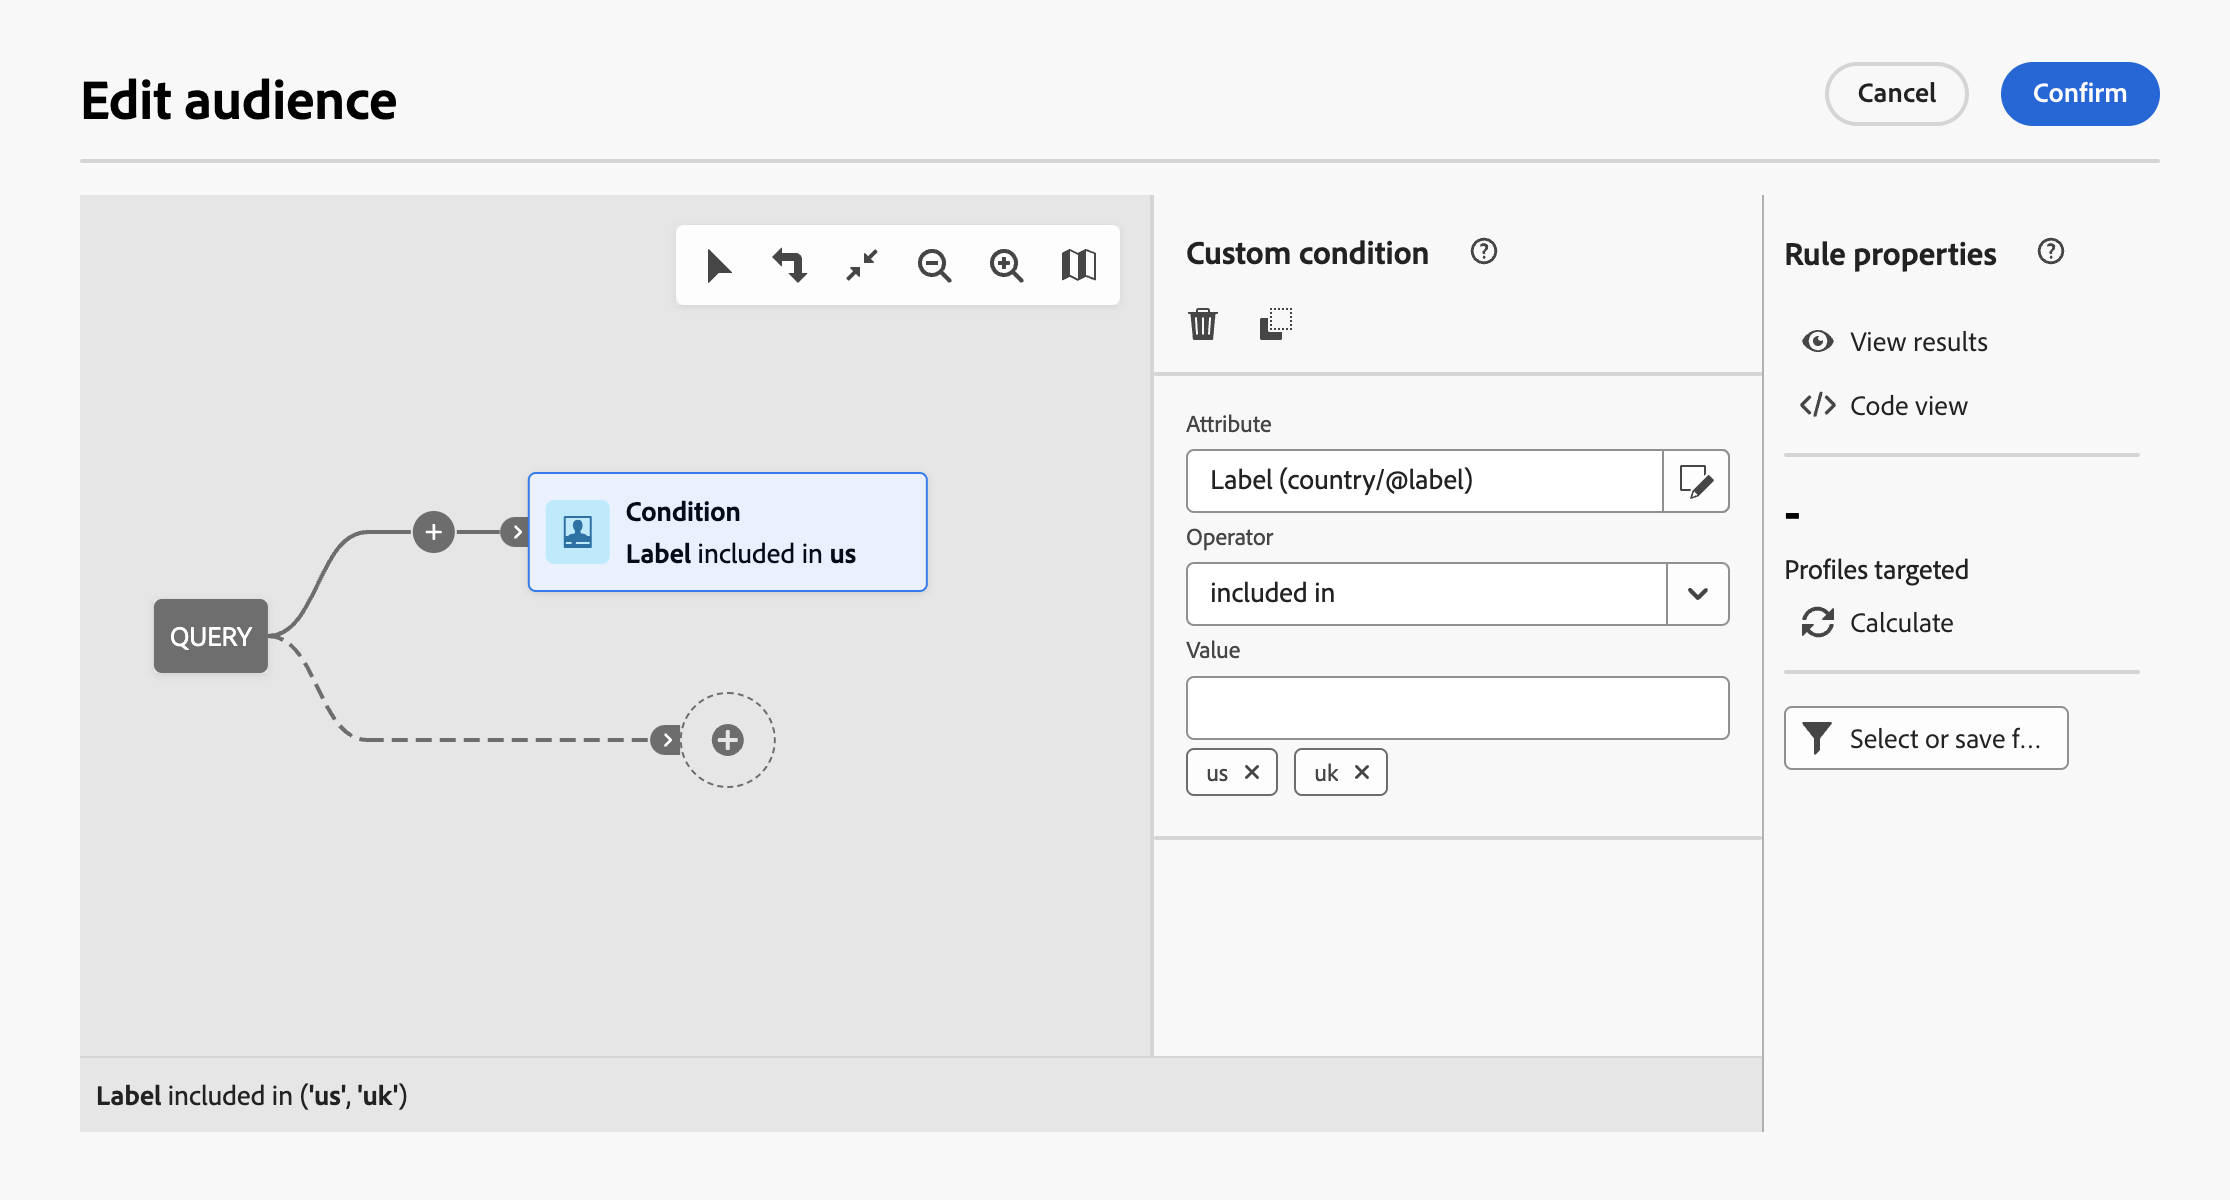 Edit audience
Cancel
Confirm
QUERY
Condition
Label included in us
Label included in ('us', 'uk')
Custom condition
Attribute
Label (country/@label)
Operator
included in
Value
us
uk
Rule properties
View results
Code view
-
Profiles targeted
Calculate
Select or save f...